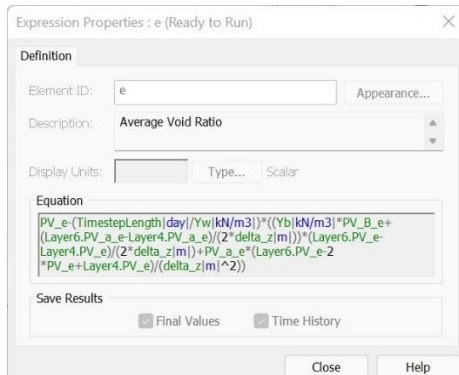 Expression Properties : e (Ready to Run)
Definition
Element ID: e Appearance...
Description: Average Void Ratio
Display Units: Type... Scalar
Equation
PV_e-(TimestepLength|day|/Yw|kN/m3|)*((Yb|kN/m3|*PV_B_e+
(Layer6.PV_a_e-Layer4.PV_a_e)/(2*delta_z|m|))*(Layer6.PV_e-
Layer4.PV_e)/(2*delta_z|m|)+PV_a_e*(Layer6.PV_e-2
*PV_e+Layer4.PV_e)/(delta_z|m|^2))
Save Results
Final Values Time History
Close Help